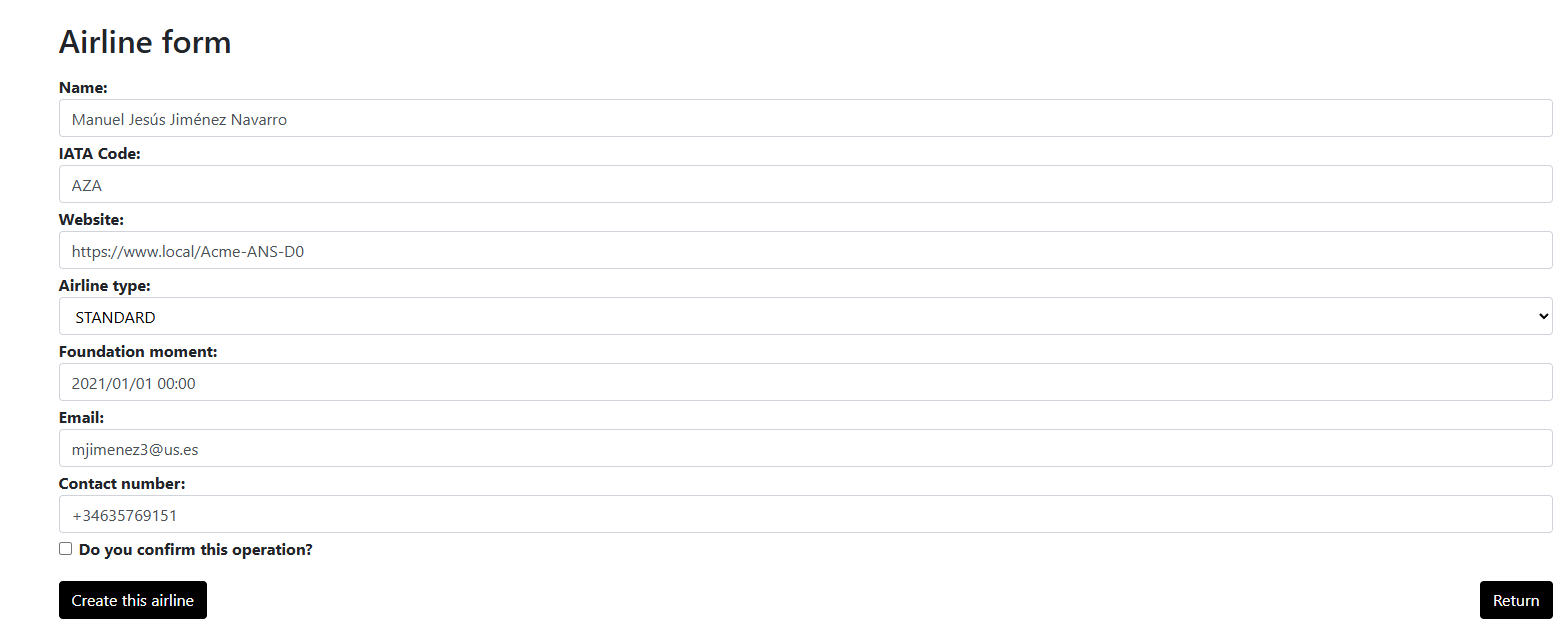 Airline form
Name:
Manuel Jesús Jiménez Navarro
IATA Code:
AZA
Website:
https://www.local/Acme-ANS-D0
Airline type:
STANDARD
Foundation moment:
2021/01/01 00:00
Email:
mjimenez3@us.es
Contact number:
+34635769151
Do you confirm this operation?
Create this airline
Return